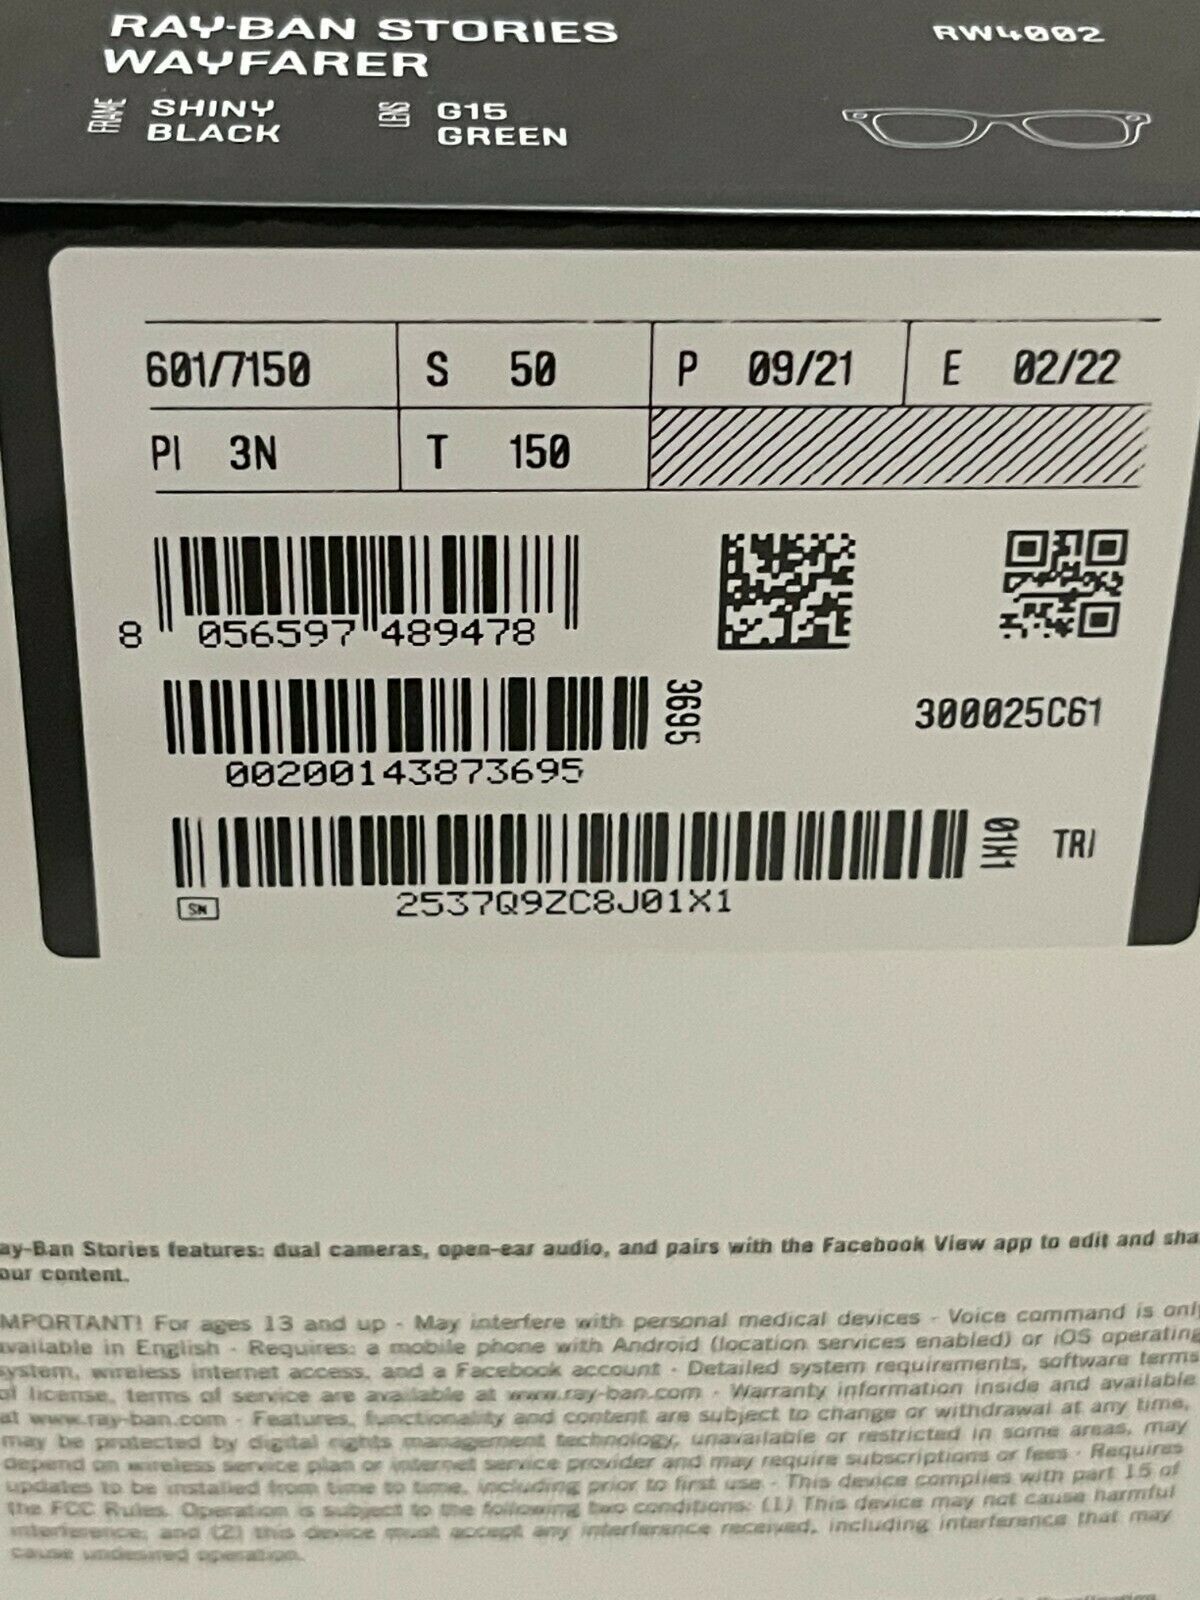 RAY-BAN STORIES
WAYFARER
RW4002
FRAME SHINY BLACK
LENS G15 GREEN
601/7150 S 50 P 09/21 E 02/22
PI 3N T 150
8 056597 489478
3695
300025C61
00200143873695
01X1
TRI
SN
2537Q9ZC8J01X1
ay-Ban Stories features: dual cameras, open-ear audio, and pairs with the Facebook View app to edit and sha
our content.
MPORTANT! For ages 13 and up - May interfere with personal medical devices - Voice command is only
available in English - Requires: a mobile phone with Android (location services enabled) or iOS operating
system, wireless internet access, and a Facebook account - Detailed system requirements, software terms
of license, terms of service are available at www.ray-ban.com - Warranty information inside and available
at www.ray-ban.com - Features, functionality and content are subject to change or withdrawal at any time,
may be protected by digital rights management technology, unavailable or restricted in some areas, may
depend on wireless service plan or internet service provider and may require subscriptions or fees - Requires
updates to be installed from time to time, including prior to first use - This device complies with part 15 of
the FCC Rules. Operation is subject to the following two conditions: (1) This device may not cause harmful
interference, and (2) this device must accept any interference received, including interference that may
cause undesired operation.